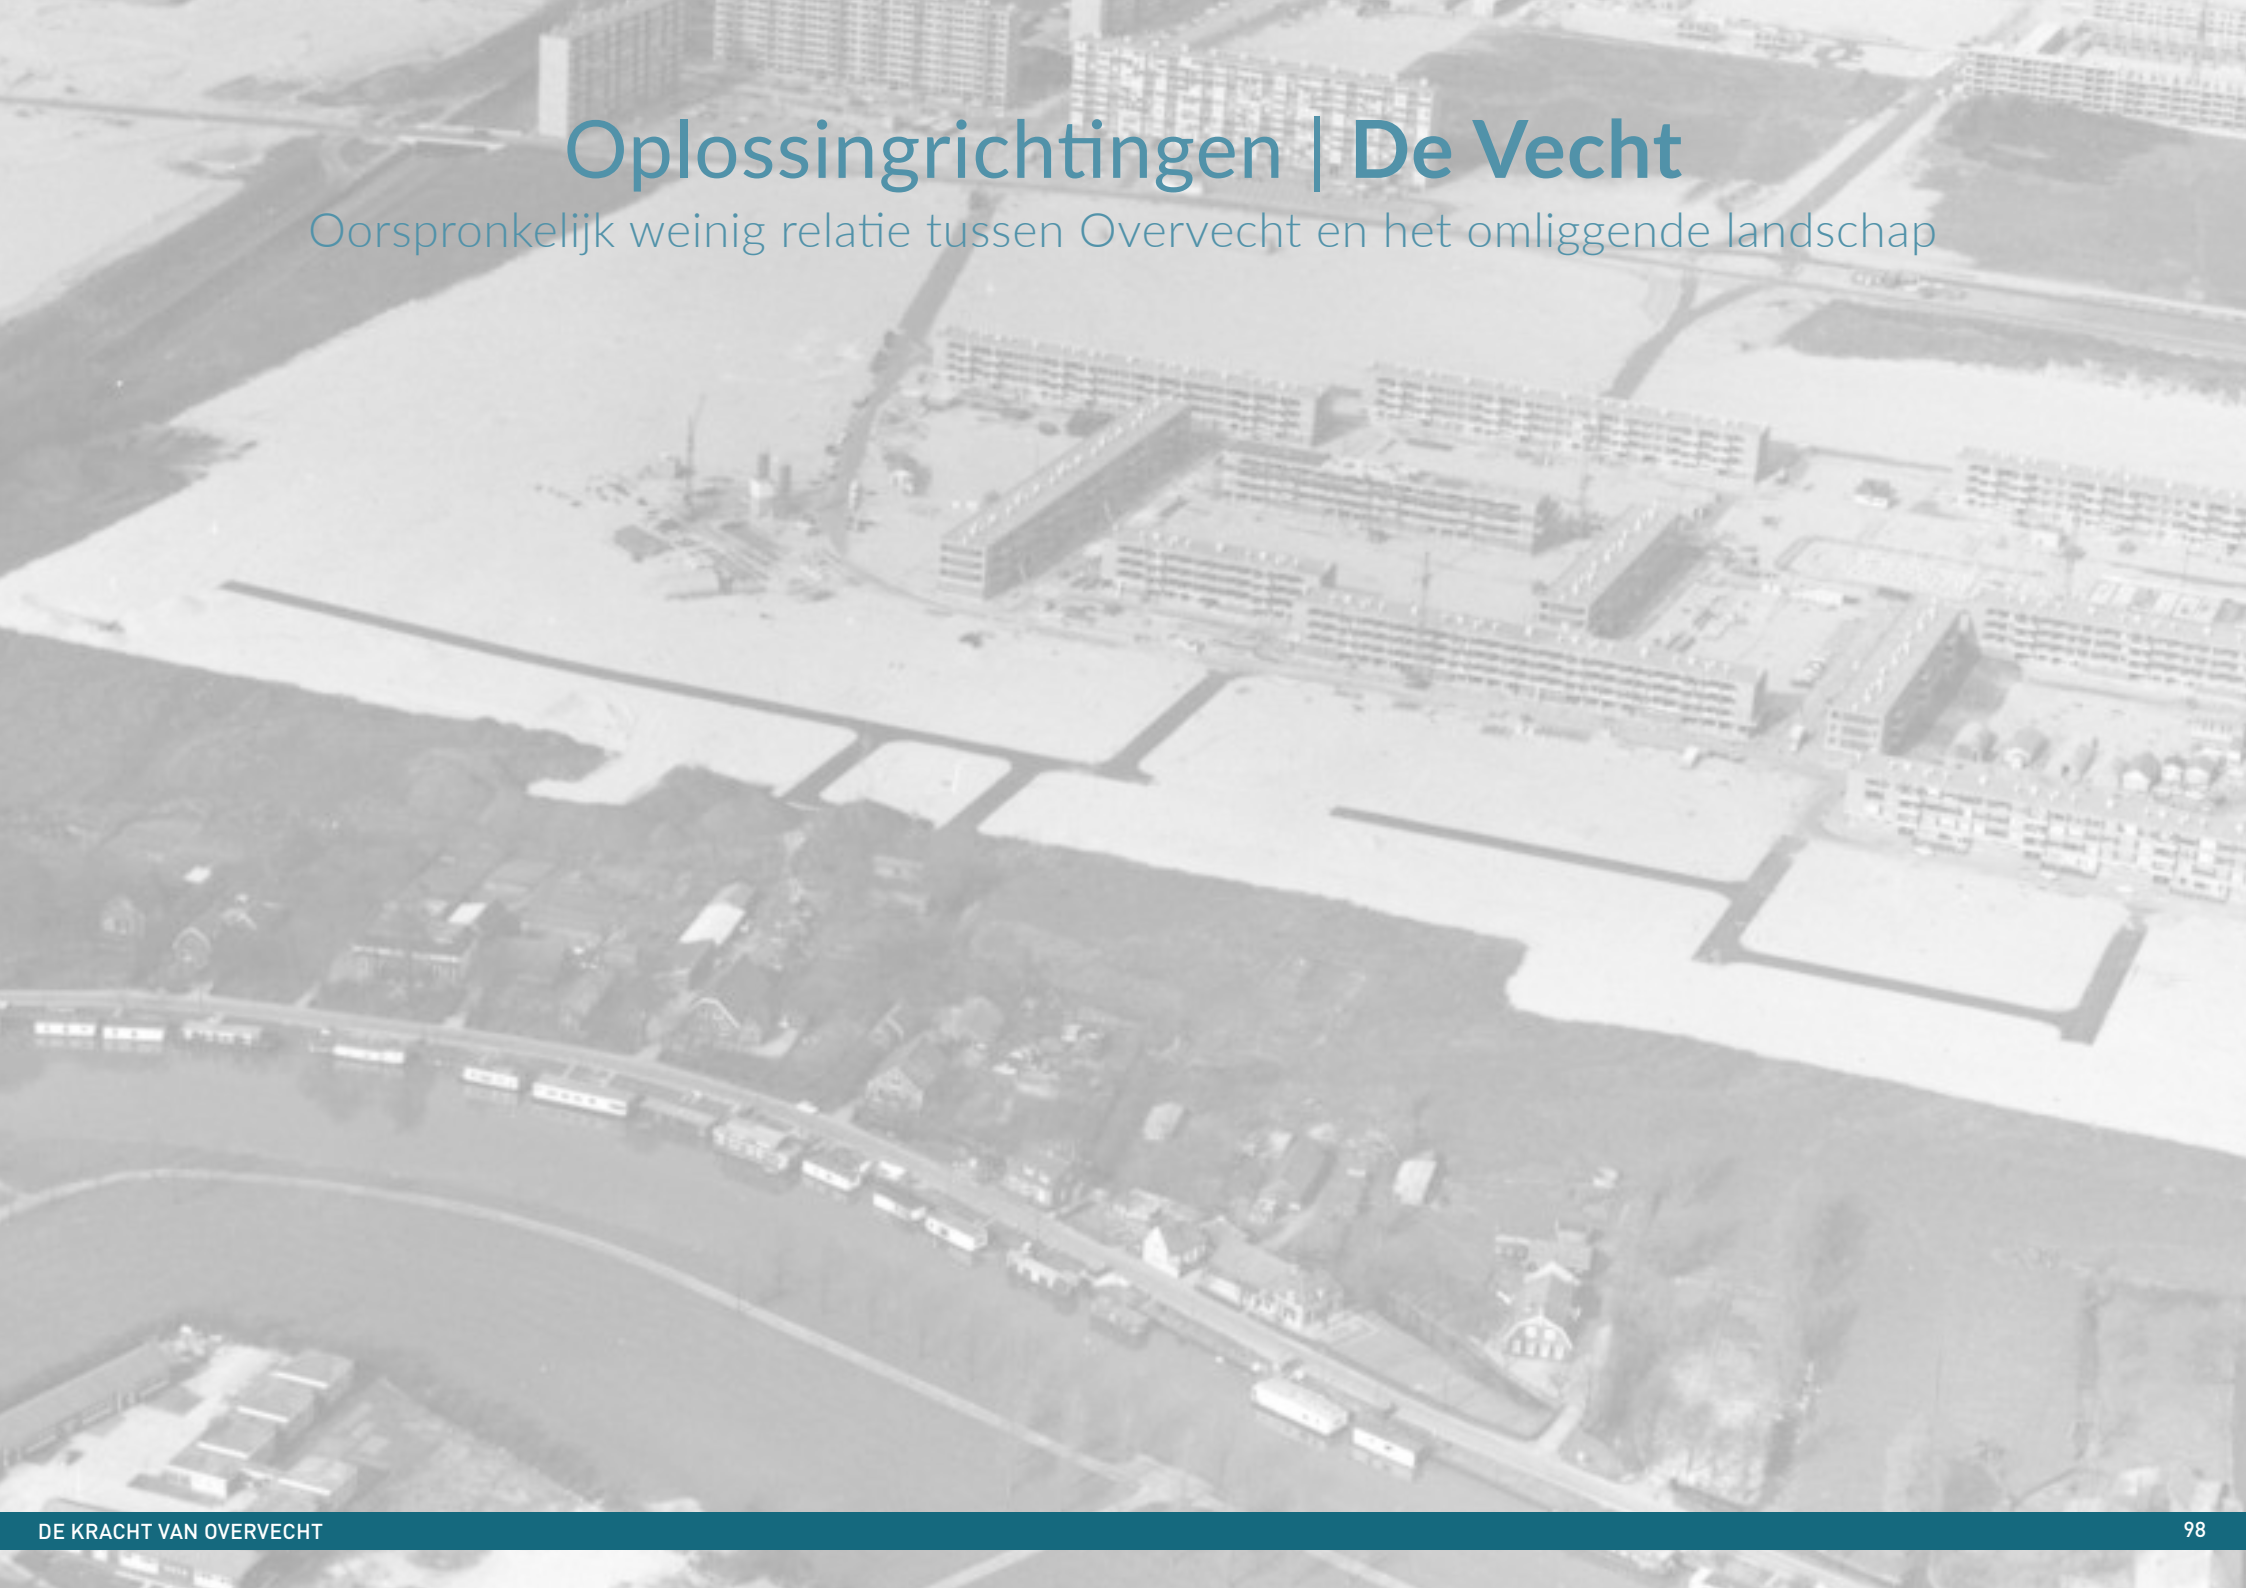 Oplossingrichtingen | De Vecht
Oorspronkelijk weinig relatie tussen Overvecht en het omliggende landschap
DE KRACHT VAN OVERVECHT
98